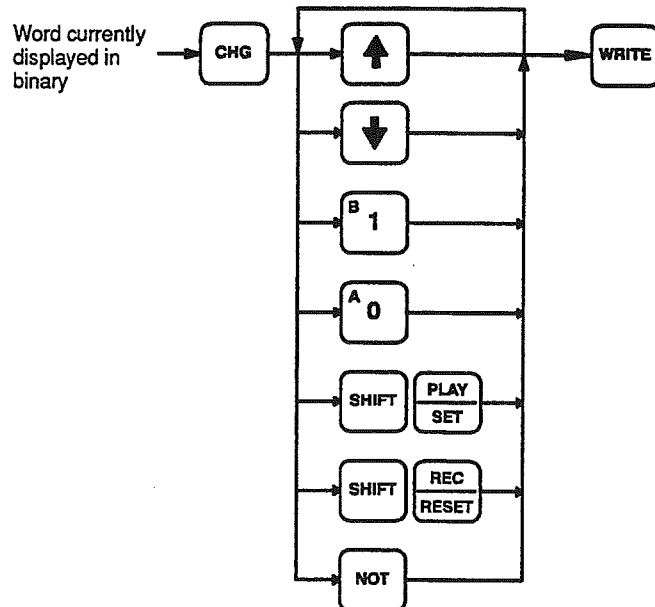 Word currently
displayed in
binary
CHG
WRITE
B
1
A
0
SHIFT
PLAY
SET
SHIFT
REC
RESET
NOT